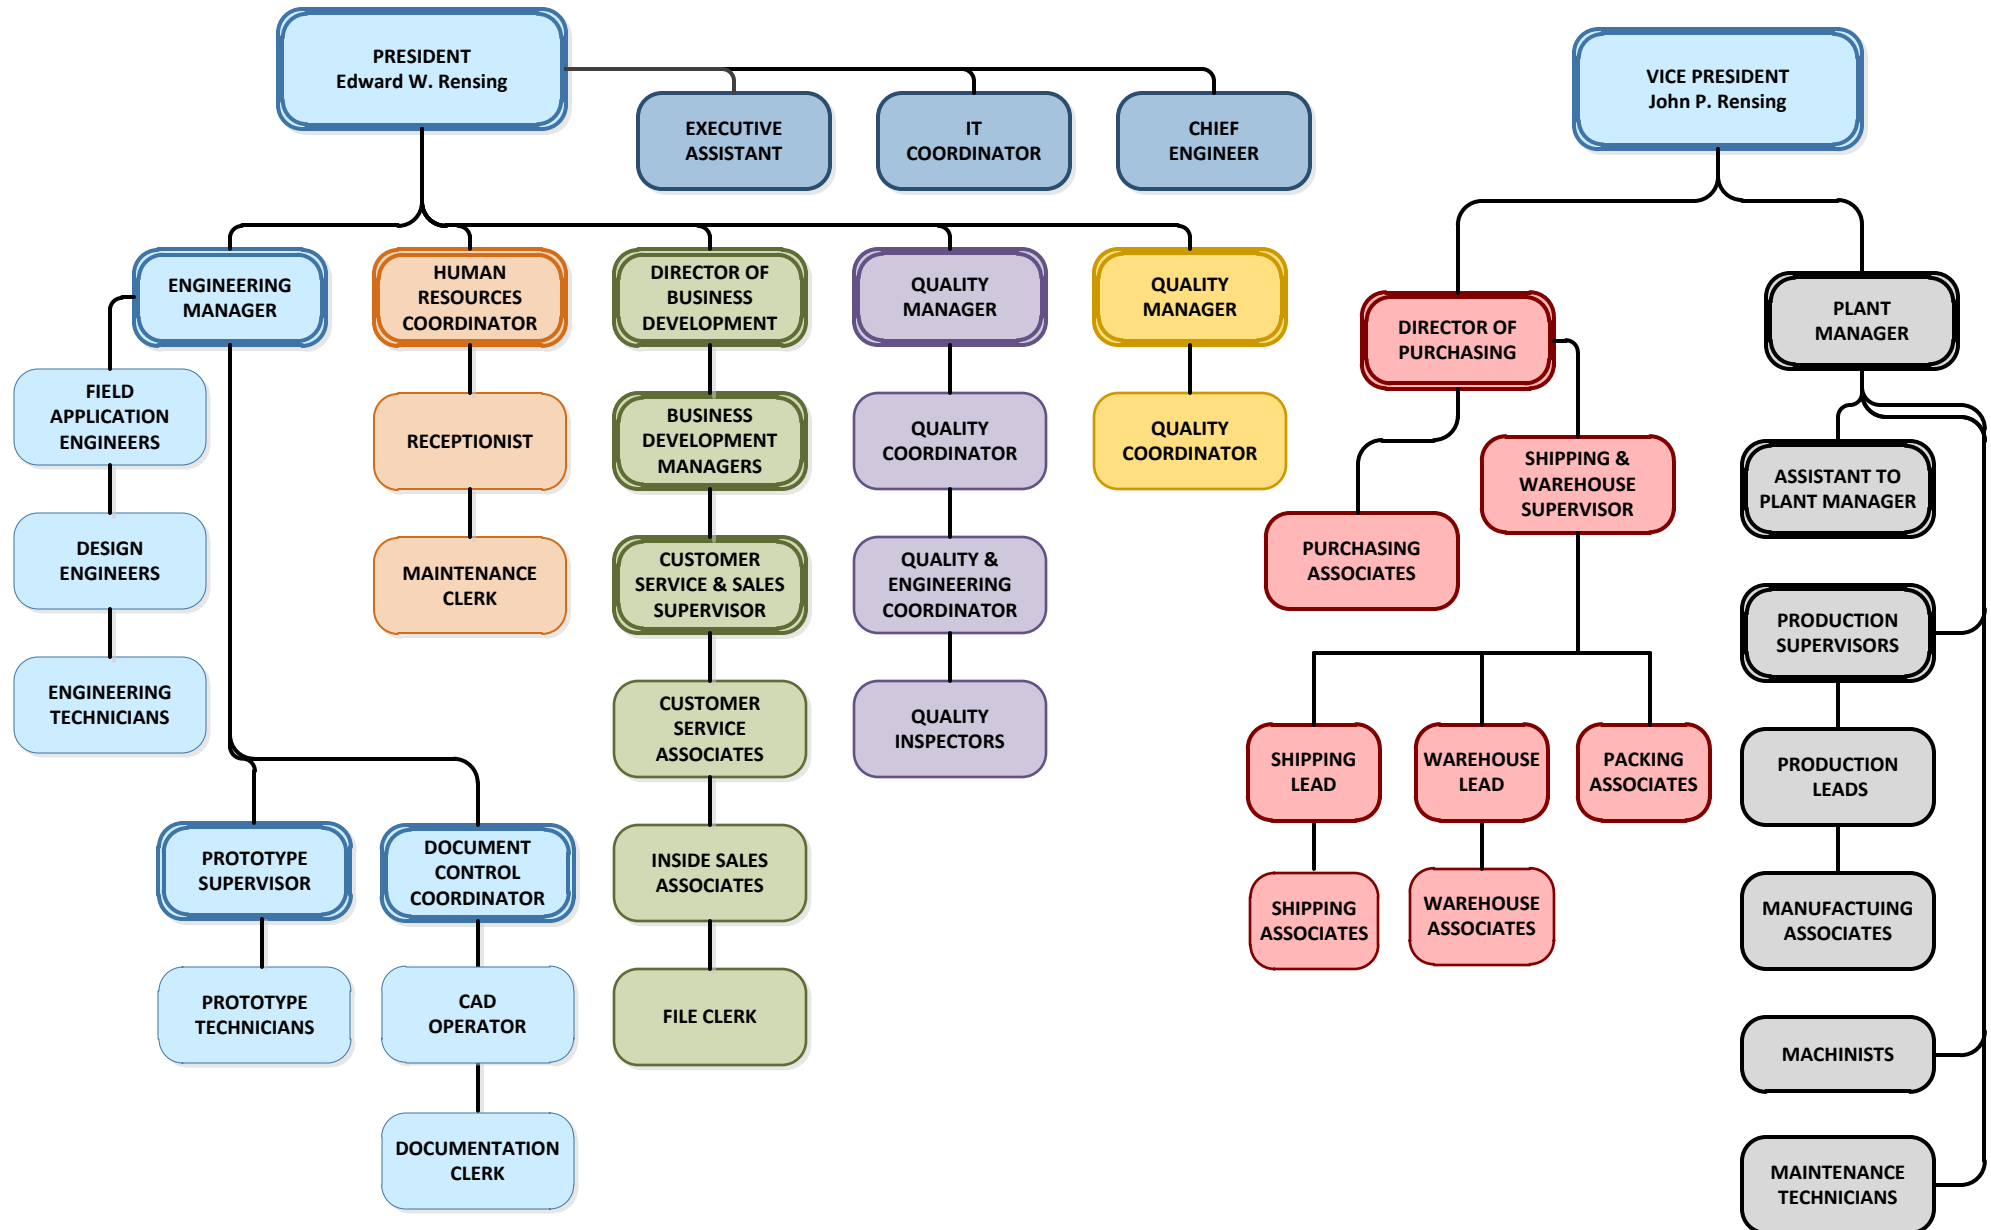 PRESIDENT
Edward W. Rensing
EXECUTIVE
ASSISTANT
IT
COORDINATOR
CHIEF
ENGINEER
VICE PRESIDENT
John P. Rensing
ENGINEERING
MANAGER
HUMAN
RESOURCES
COORDINATOR
DIRECTOR OF
BUSINESS
DEVELOPMENT
QUALITY
MANAGER
QUALITY
MANAGER
DIRECTOR OF
PURCHASING
PLANT
MANAGER
FIELD
APPLICATION
ENGINEERS
RECEPTIONIST
BUSINESS
DEVELOPMENT
MANAGERS
QUALITY
COORDINATOR
QUALITY
COORDINATOR
SHIPPING &
WAREHOUSE
SUPERVISOR
ASSISTANT TO
PLANT MANAGER
DESIGN
ENGINEERS
MAINTENANCE
CLERK
CUSTOMER
SERVICE & SALES
SUPERVISOR
QUALITY &
ENGINEERING
COORDINATOR
PURCHASING
ASSOCIATES
PRODUCTION
SUPERVISORS
ENGINEERING
TECHNICIANS
CUSTOMER
SERVICE
ASSOCIATES
QUALITY
INSPECTORS
SHIPPING
LEAD
WAREHOUSE
LEAD
PACKING
ASSOCIATES
PRODUCTION
LEADS
PROTOTYPE
SUPERVISOR
DOCUMENT
CONTROL
COORDINATOR
INSIDE SALES
ASSOCIATES
SHIPPING
ASSOCIATES
WAREHOUSE
ASSOCIATES
MANUFACTUING
ASSOCIATES
PROTOTYPE
TECHNICIANS
CAD
OPERATOR
FILE CLERK
MACHINISTS
DOCUMENTATION
CLERK
MAINTENANCE
TECHNICIANS